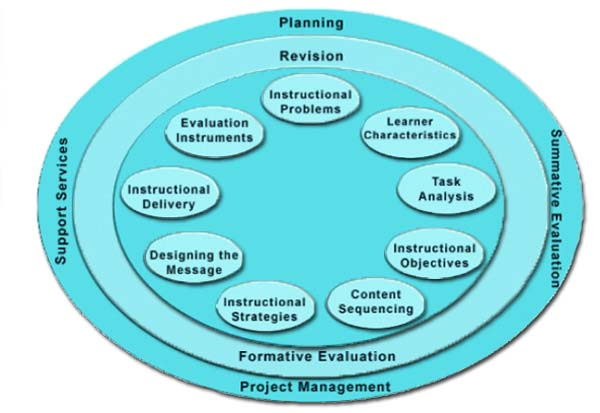 Planning
Revision
Instructional
Problems
Learner
Characteristics
Task
Analysis
Instructional
Objectives
Content
Sequencing
Instructional
Strategies
Designing the
Message
Instructional
Delivery
Evaluation
Instruments
Support Services
Summative Evaluation
Formative Evaluation
Project Management